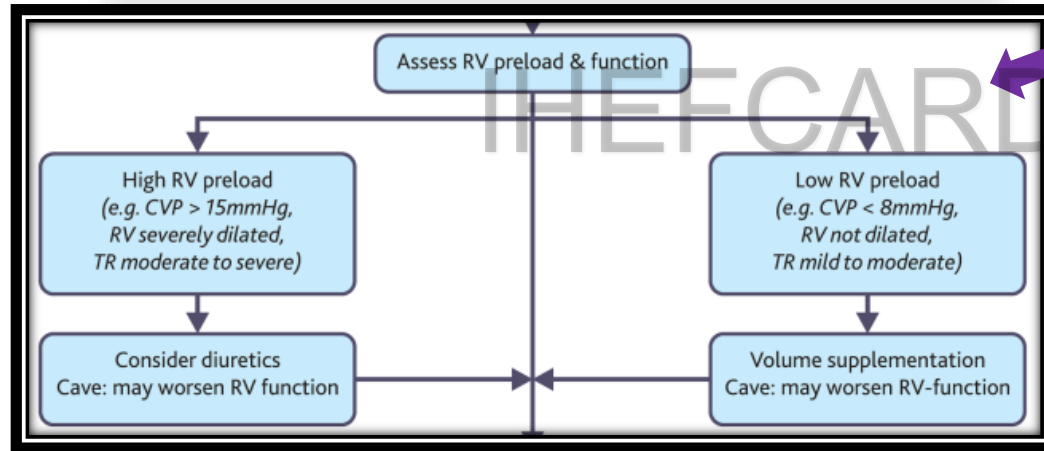 Assess RV preload & function
IHEFCARD
High RV preload
(e.g. CVP > 15mmHg,
RV severely dilated,
TR moderate to severe)
Low RV preload
(e.g. CVP < 8mmHg,
RV not dilated,
TR mild to moderate)
Consider diuretics
Cave: may worsen RV function
Volume supplementation
Cave: may worsen RV-function